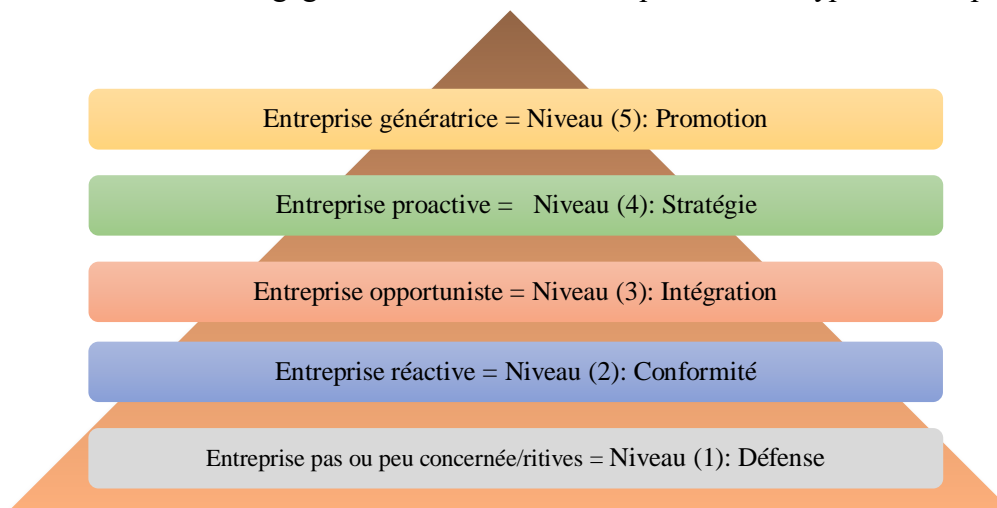 Entreprise génératrice = Niveau (5): Promotion
Entreprise proactive = Niveau (4): Stratégie
Entreprise opportuniste = Niveau (3): Intégration
Entreprise réactive = Niveau (2): Conformité
Entreprise pas ou peu concernée/ritives = Niveau (1): Défense